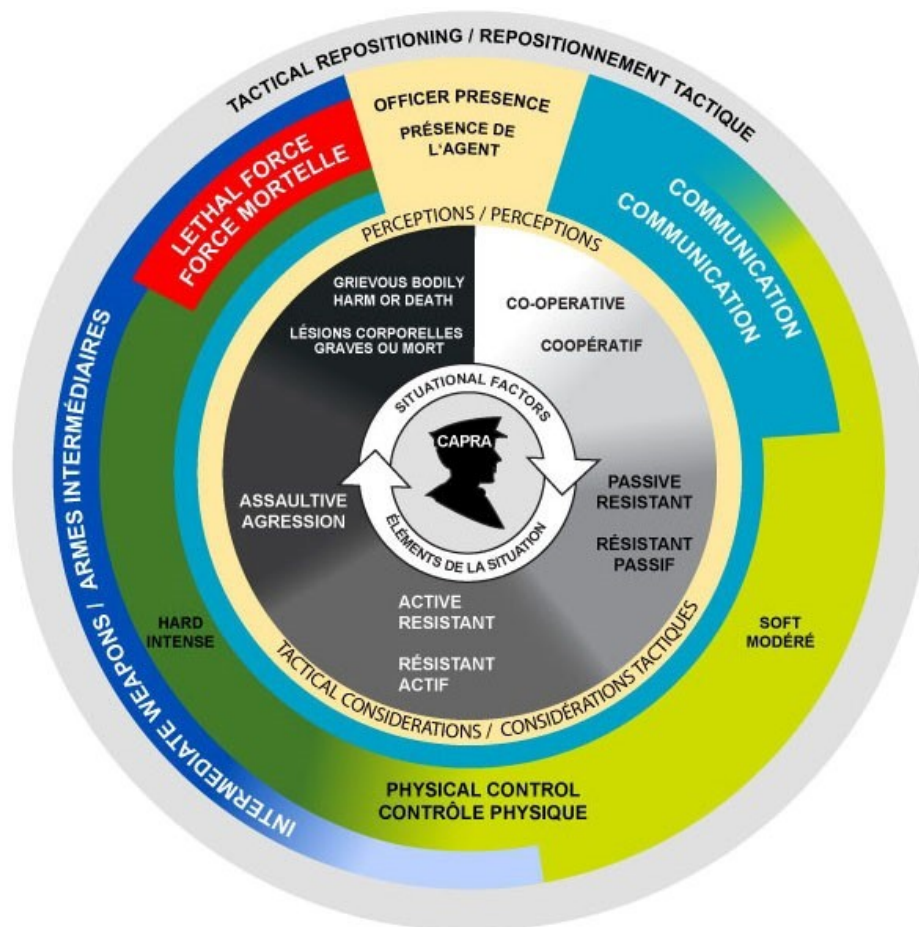 TACTICAL REPOSITIONING / REPOSITIONNEMENT TACTIQUE
OFFICER PRESENCE
PRÉSENCE DE
L'AGENT
COMMUNICATION
COMMUNICATION
LETHAL FORCE
FORCE MORTELLE
PERCEPTIONS / PERCEPTIONS
GRIEVOUS BODILY
HARM OR DEATH
LÉSIONS CORPORELLES
GRAVES OU MORT
CO-OPERATIVE
COOPÉRATIF
SITUATIONAL FACTORS
CAPRA
ÉLÉMENTS DE LA SITUATION
ASSAULTIVE
AGRESSION
PASSIVE
RESISTANT
RÉSISTANT
PASSIF
ACTIVE
RESISTANT
RÉSISTANT
ACTIF
TACTICAL CONSIDERATIONS / CONSIDÉRATIONS TACTIQUES
HARD
INTENSE
SOFT
MODÉRÉ
INTERMEDIATE WEAPONS / ARMES INTERMÉDIAIRES
PHYSICAL CONTROL
CONTRÔLE PHYSIQUE